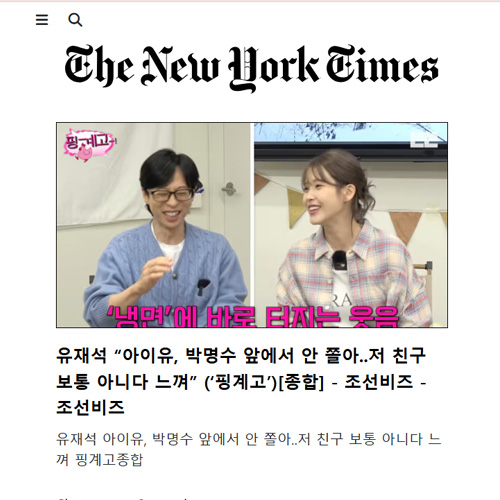 The New York Times
핑계고
'냉면'에 바로 터지는 웃음
유재석 “아이유, 박명수 앞에서 안 쫄아..저 친구
보통 아니다 느껴” (‘핑계고’)[종합] - 조선비즈 -
조선비즈
유재석 아이유, 박명수 앞에서 안 쫄아..저 친구 보통 아니다 느
껴 핑계고종합